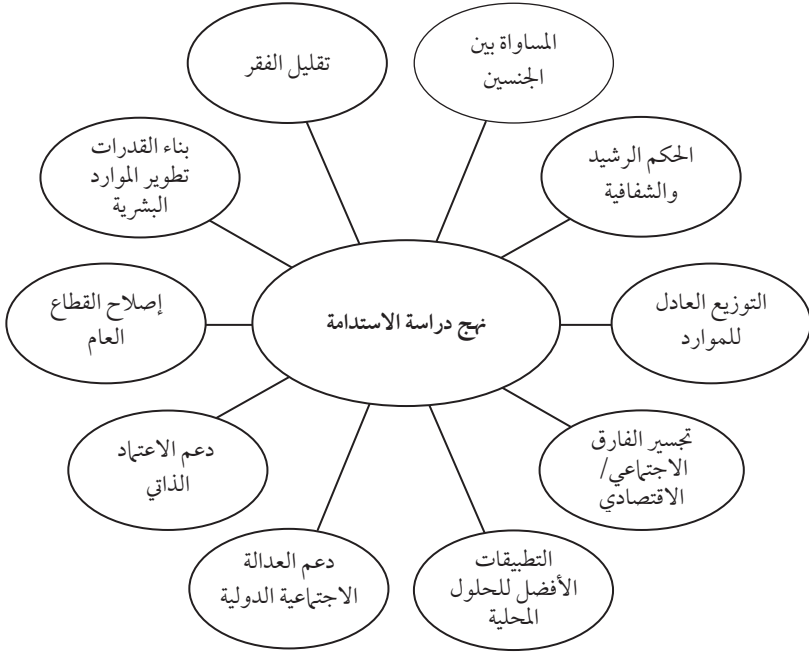 المساواة بين
الجنسين
تقليل الفقر
الحكم الرشيد
والشفافية
بناء القدرات
تطوير الموارد
البشرية
نهج دراسة الاستدامة
التوزيع العادل
للموارد
إصلاح القطاع
العام
تجسير الفارق
الاجتماعي/
الاقتصادي
دعم الاعتماد
الذاتي
التطبيقات
الأفضل للحلول
المحلية
دعم العدالة
الاجتماعية الدولية